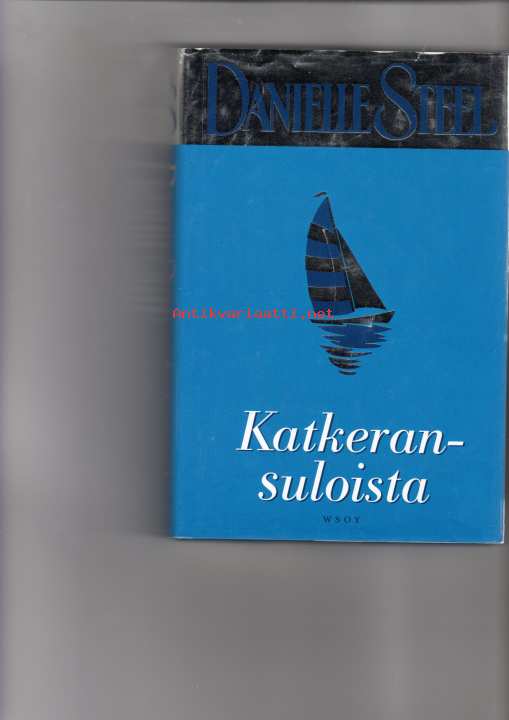 DANIELLE STEEL
Antikvariaatti.net
Katkeran-
suloista
WSOY